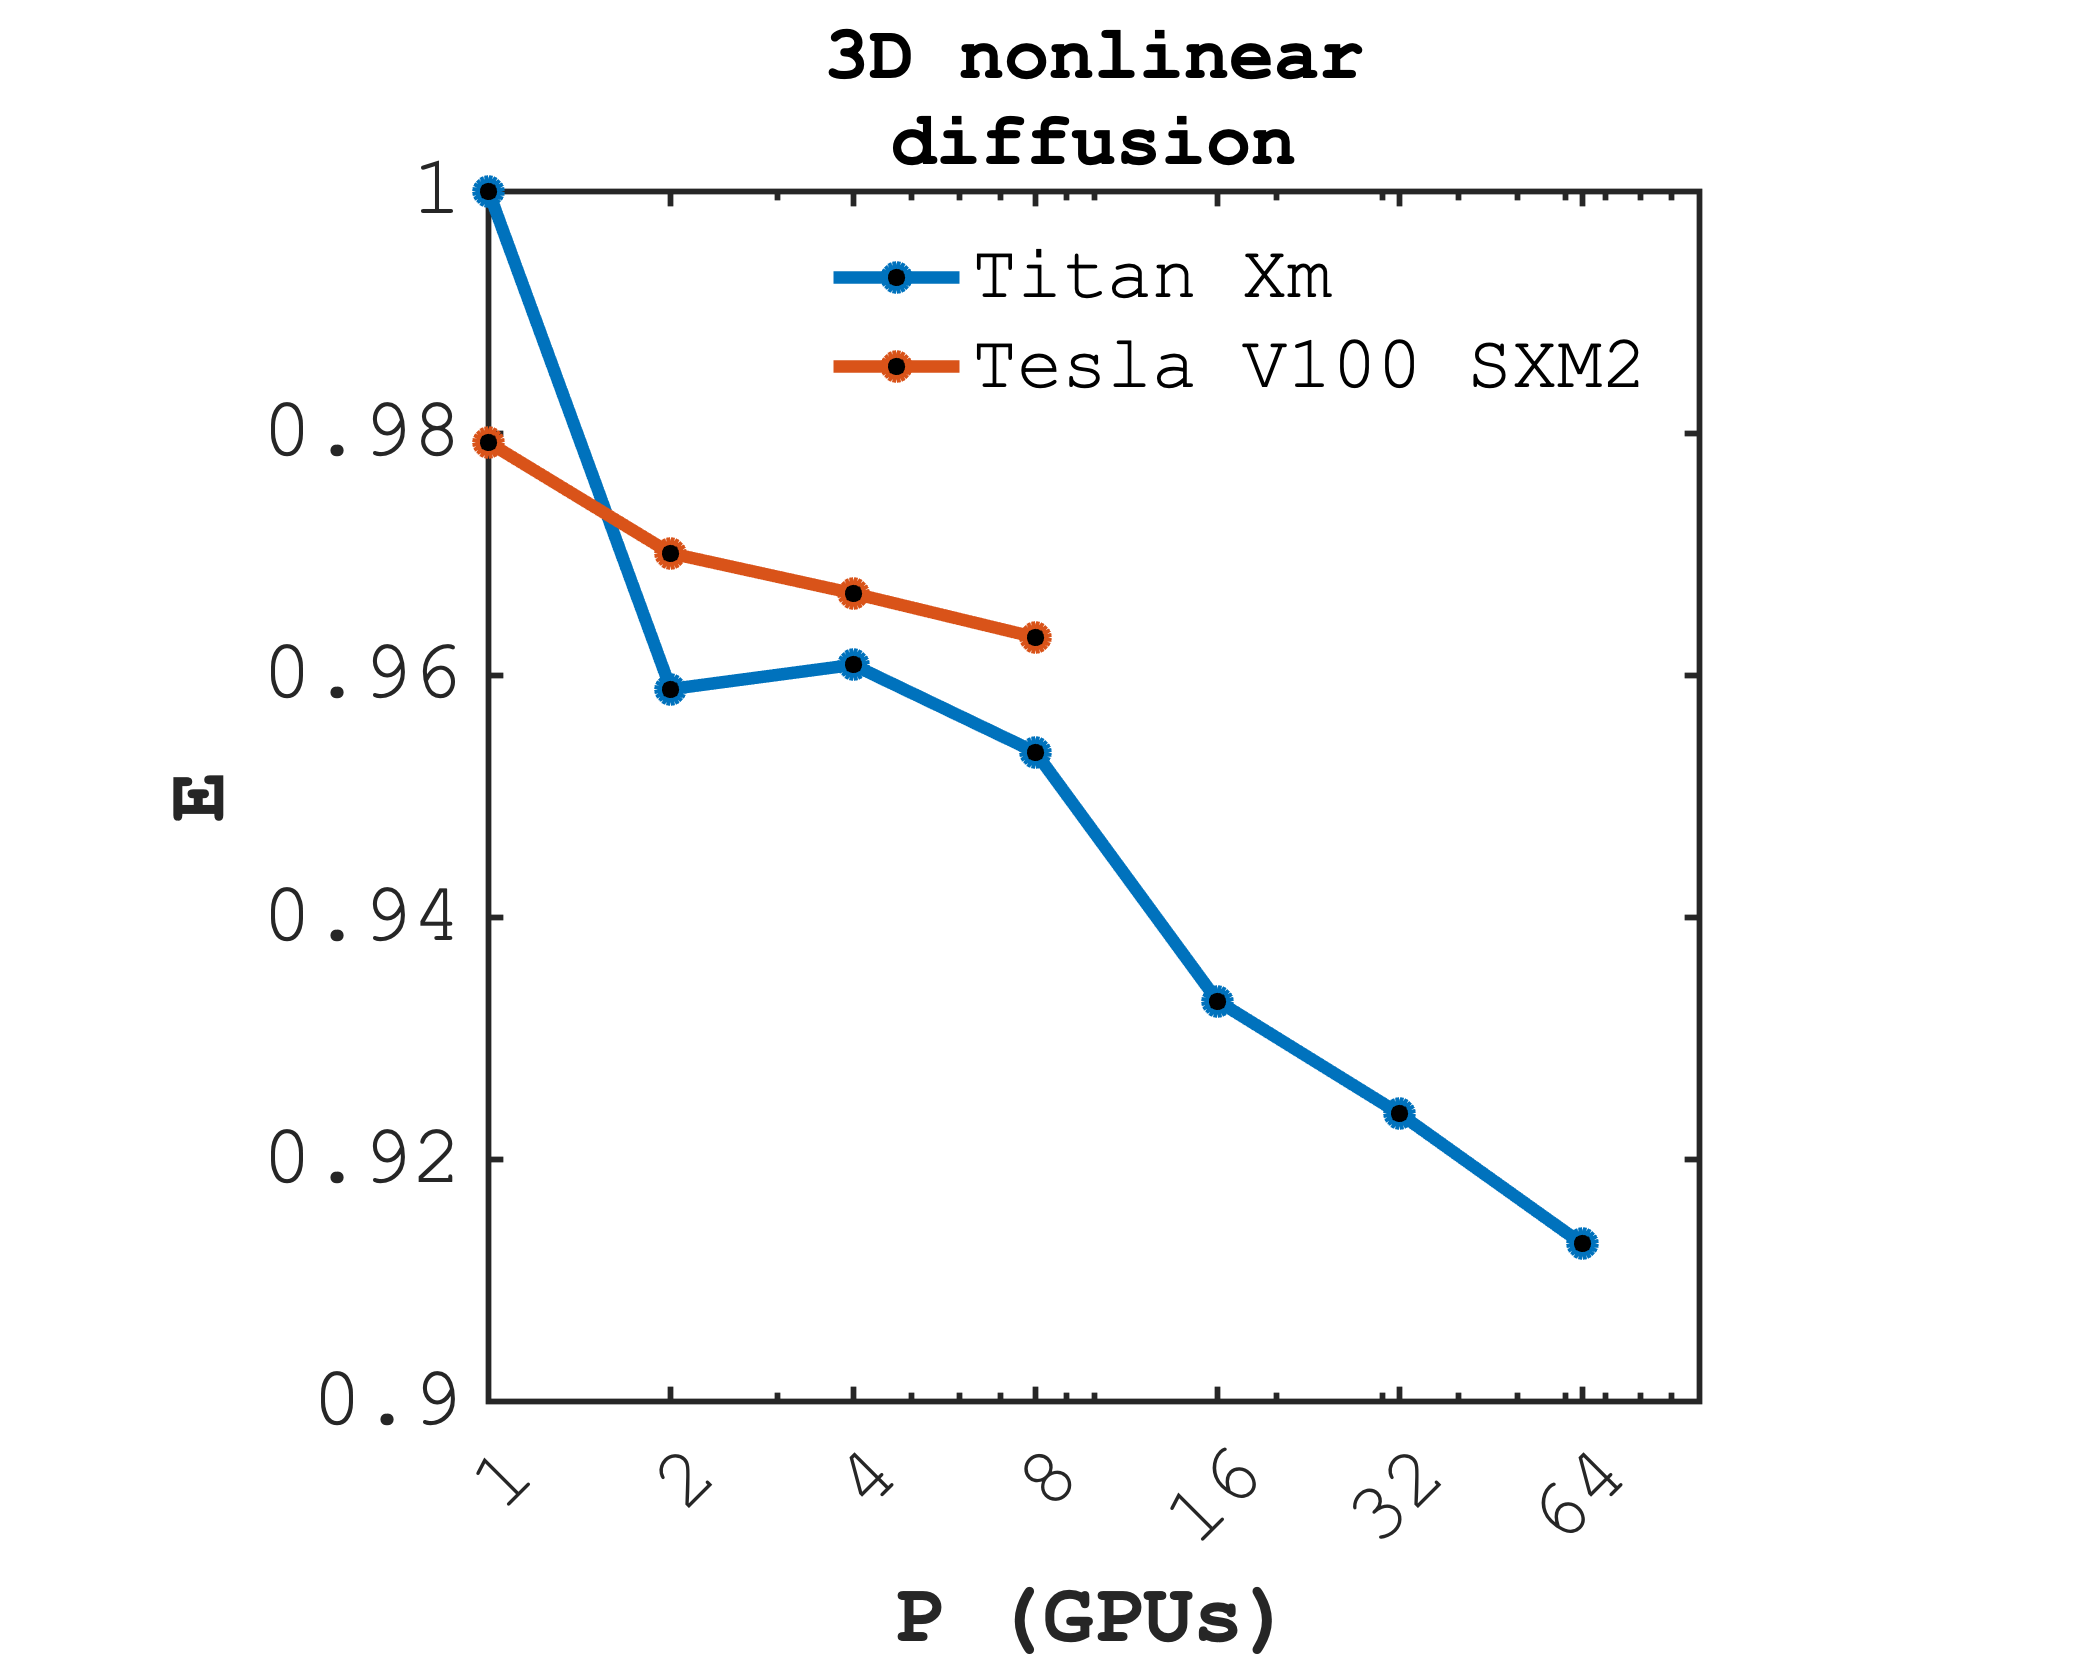 3D nonlinear
diffusion
Titan Xm
Tesla V100 SXM2
1
0.98
0.96
0.94
0.92
0.9
E
1 2 4 8 16 32 64
P (GPUs)